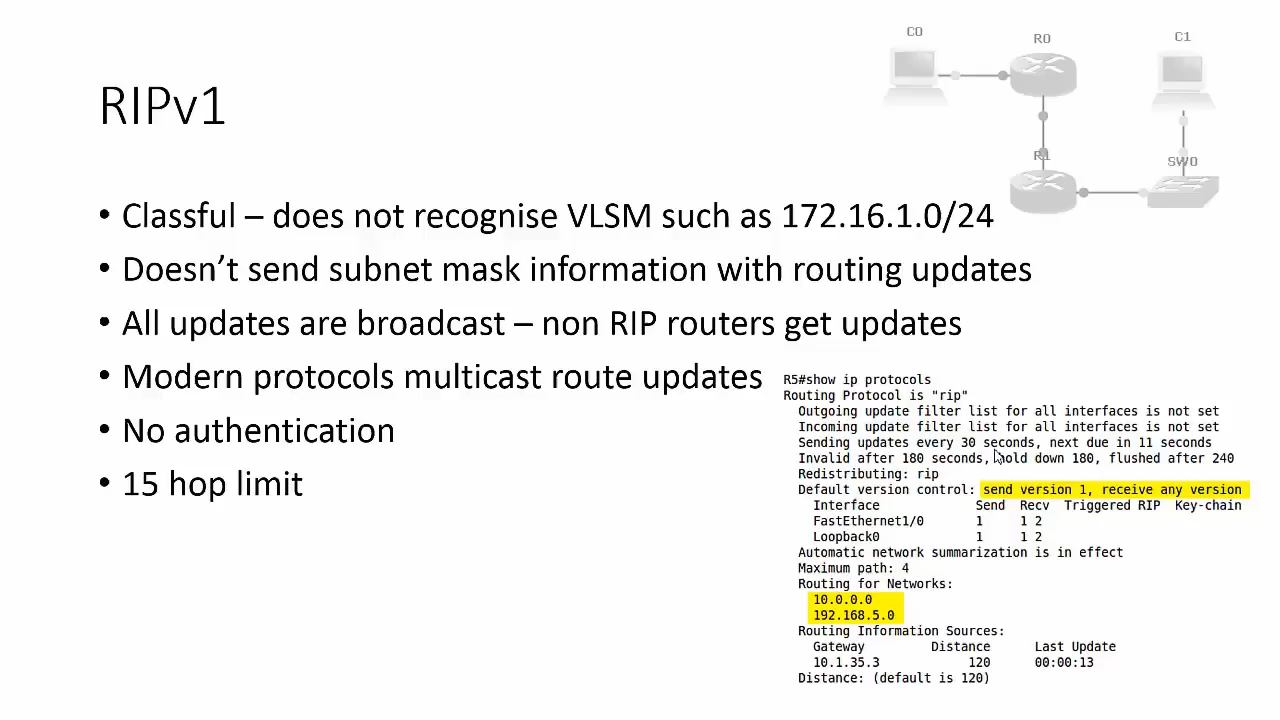 C0
R0
C1
R1
SW0
RIPv1
• Classful – does not recognise VLSM such as 172.16.1.0/24
• Doesn’t send subnet mask information with routing updates
• All updates are broadcast – non RIP routers get updates
• Modern protocols multicast route updates
• No authentication
• 15 hop limit
R5#show ip protocols
Routing Protocol is "rip"
Outgoing update filter list for all interfaces is not set
Incoming update filter list for all interfaces is not set
Sending updates every 30 seconds, next due in 11 seconds
Invalid after 180 seconds, hold down 180, flushed after 240
Redistributing: rip
Default version control: send version 1, receive any version
Interface Send Recv Triggered RIP Key-chain
FastEthernet1/0 1 1 2
Loopback0 1 1 2
Automatic network summarization is in effect
Maximum path: 4
Routing for Networks:
10.0.0.0
192.168.5.0
Routing Information Sources:
Gateway Distance Last Update
10.1.35.3 120 00:00:13
Distance: (default is 120)